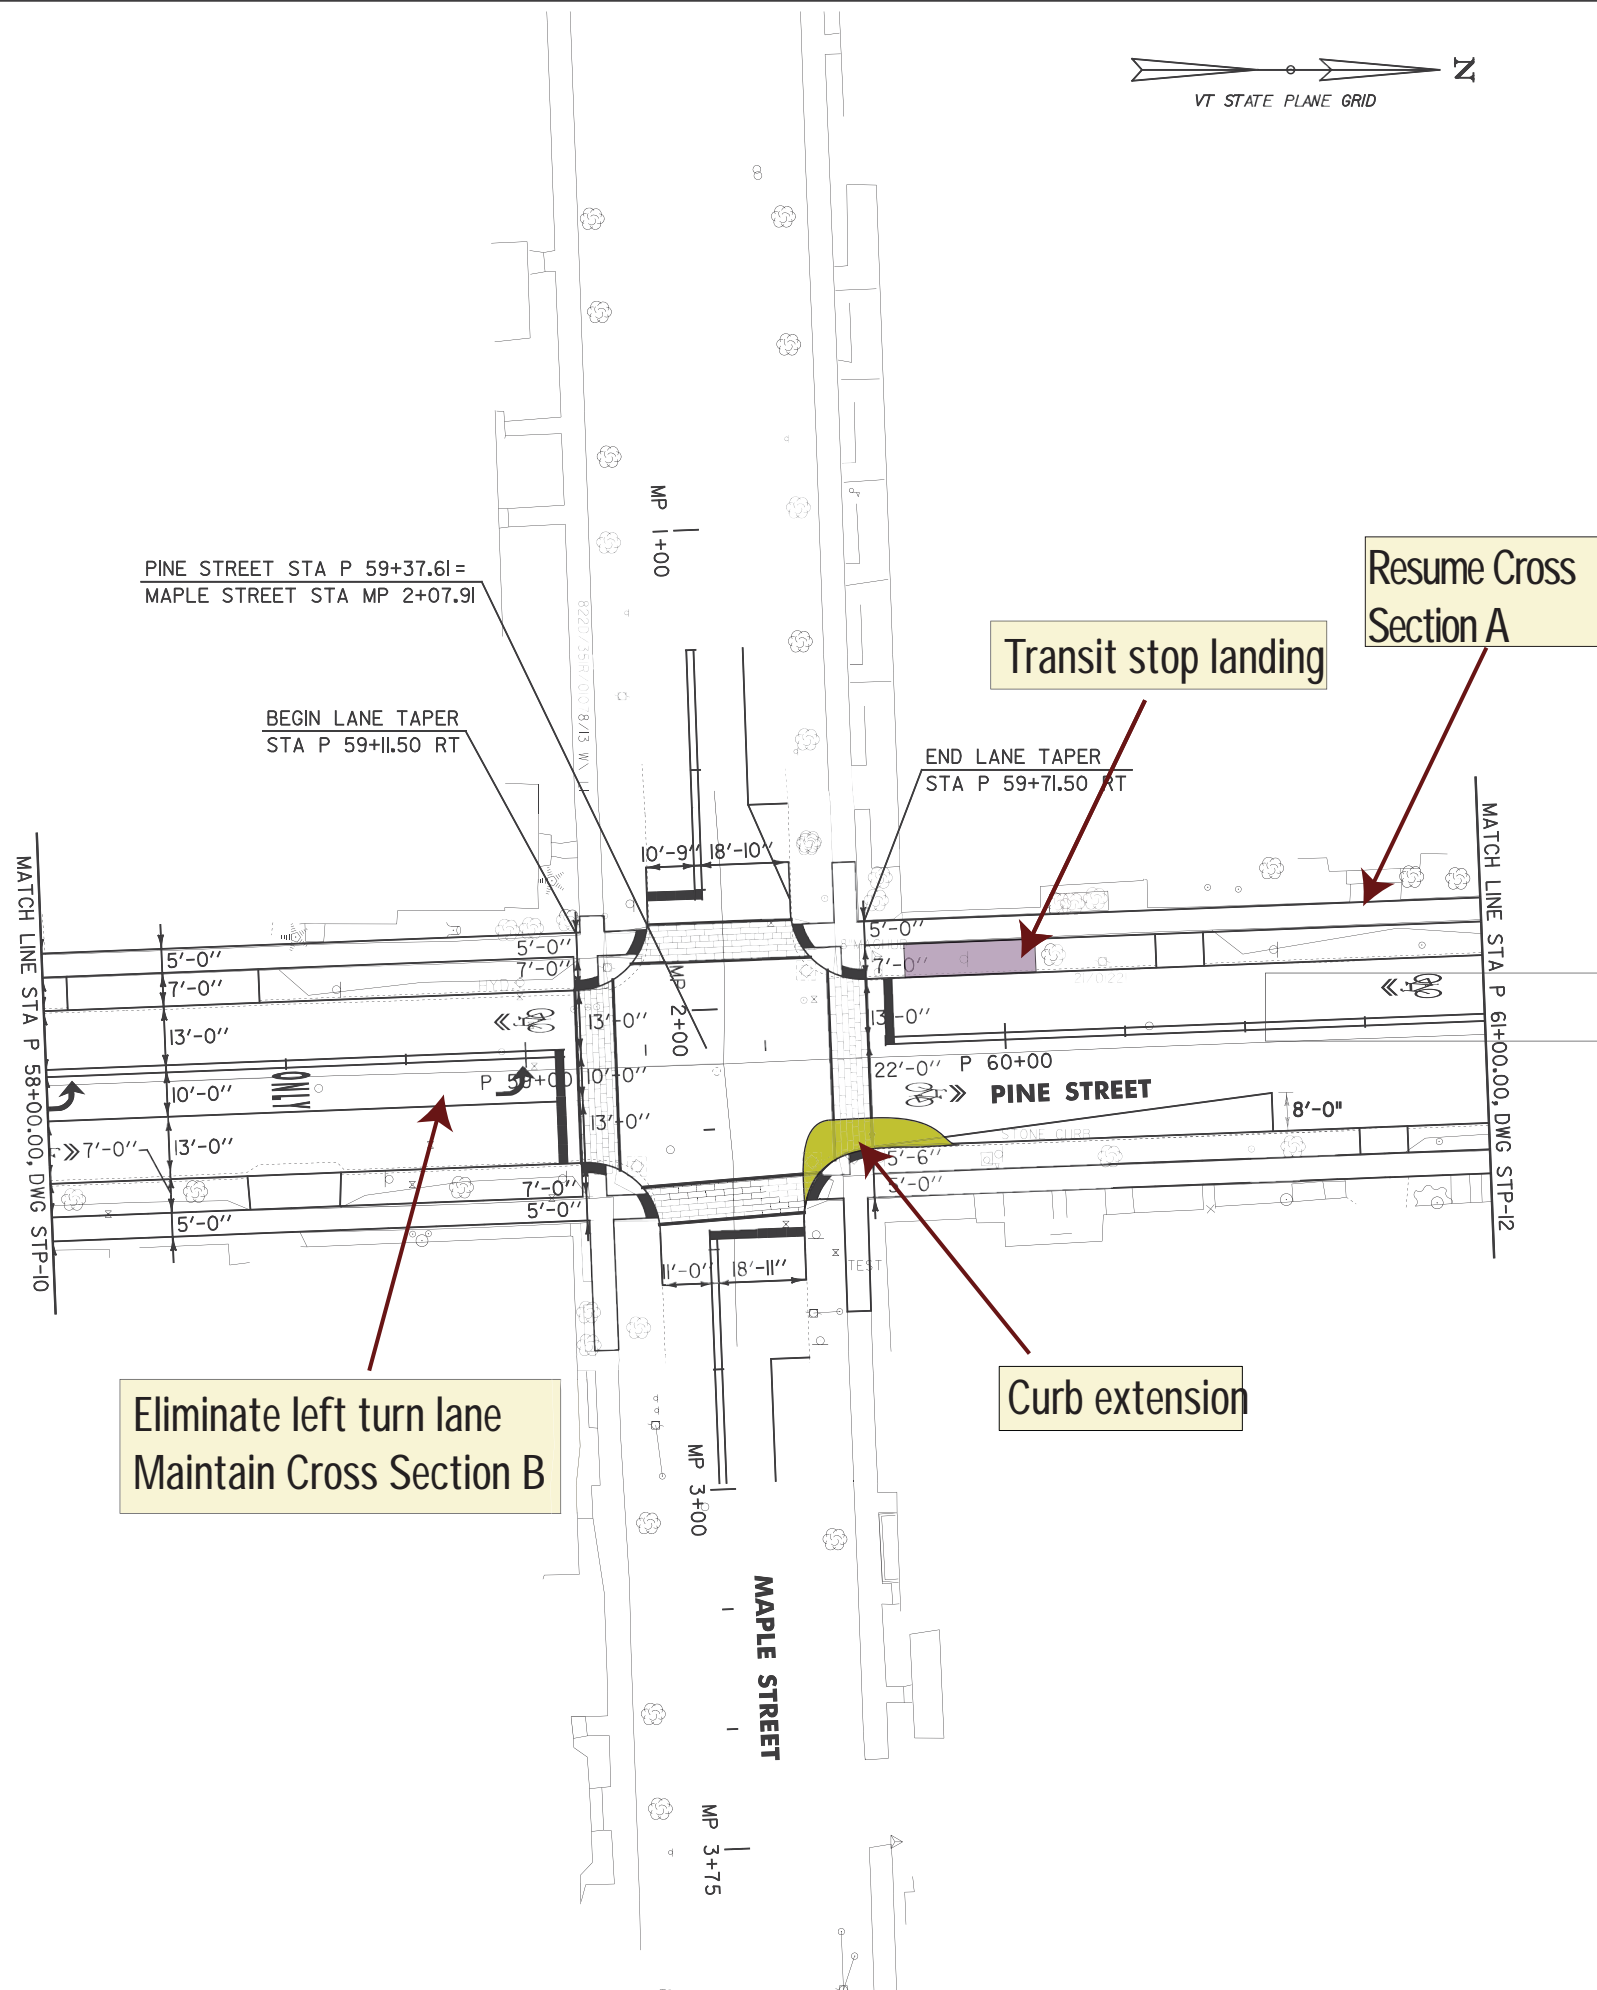 N
VT STATE PLANE GRID
MP 1+00
PINE STREET STA P 59+37.61 =
MAPLE STREET STA MP 2+07.91
Resume Cross
Section A
Transit stop landing
BEGIN LANE TAPER
STA P 59+11.50 RT
END LANE TAPER
STA P 59+71.50 RT
MATCH LINE STA P 58+00.00, DWG STP-10
MATCH LINE STA P 61+00.00, DWG STP-12
10'-9" 18'-10"
5'-0"
7'-0"
13'-0"
10'-0"
13'-0"
7'-0"
5'-0"
ONLY
5'-0"
7'-0"
13'-0"
P 59+00
10'-0"
13'-0"
7'-0"
5'-0"
MP 2+00
5'-0"
7'-0"
13'-0"
P 60+00
22'-0"
PINE STREET
8'-0"
STONE CURB
5'-6"
5'-0"
11'-0" 18'-11"
TEST
Eliminate left turn lane
Maintain Cross Section B
Curb extension
MP 3+00
MAPLE STREET
MP 3+75